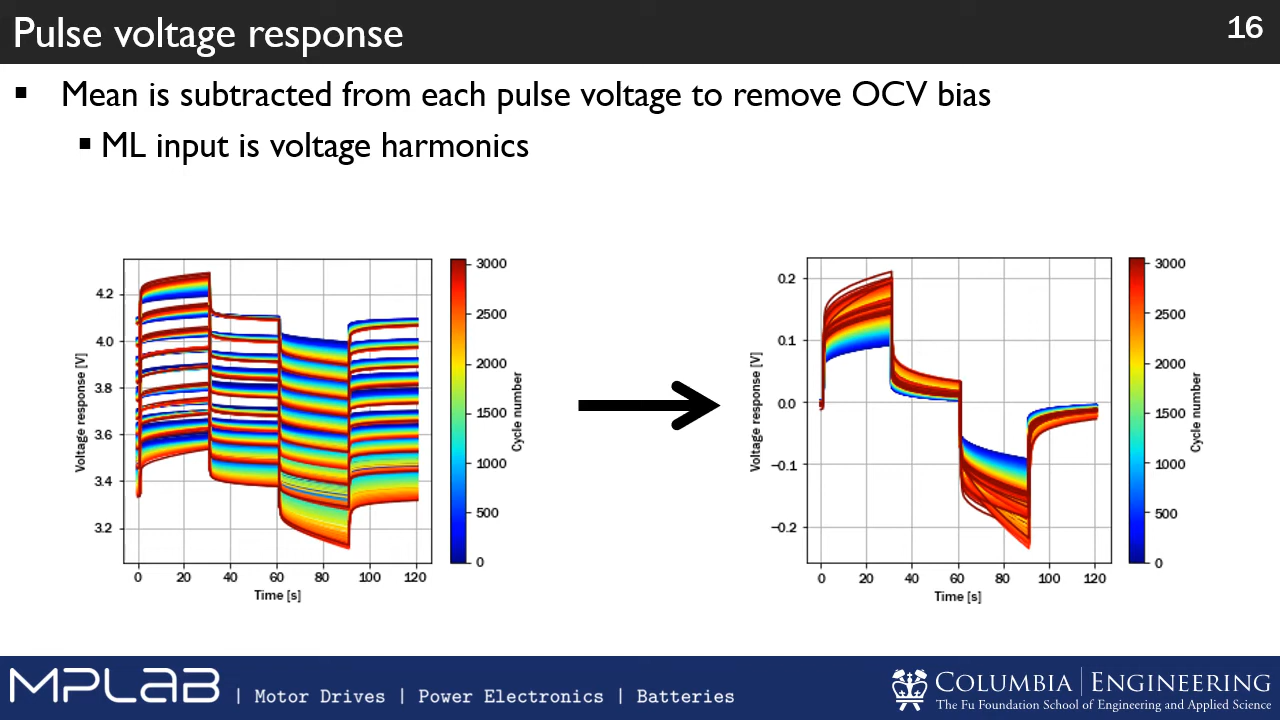 Pulse voltage response
16
▪ Mean is subtracted from each pulse voltage to remove OCV bias
▪ ML input is voltage harmonics
4.2
4.0
3.8
3.6
3.4
3.2
Voltage response [V]
0 20 40 60 80 100 120
Time [s]
3000
2500
2000
1500
1000
500
0
Cycle number
0.2
0.1
0.0
−0.1
−0.2
Voltage response [V]
0 20 40 60 80 100 120
Time [s]
3000
2500
2000
1500
1000
500
0
Cycle number
MPLAB | Motor Drives | Power Electronics | Batteries
COLUMBIA | ENGINEERING
The Fu Foundation School of Engineering and Applied Science